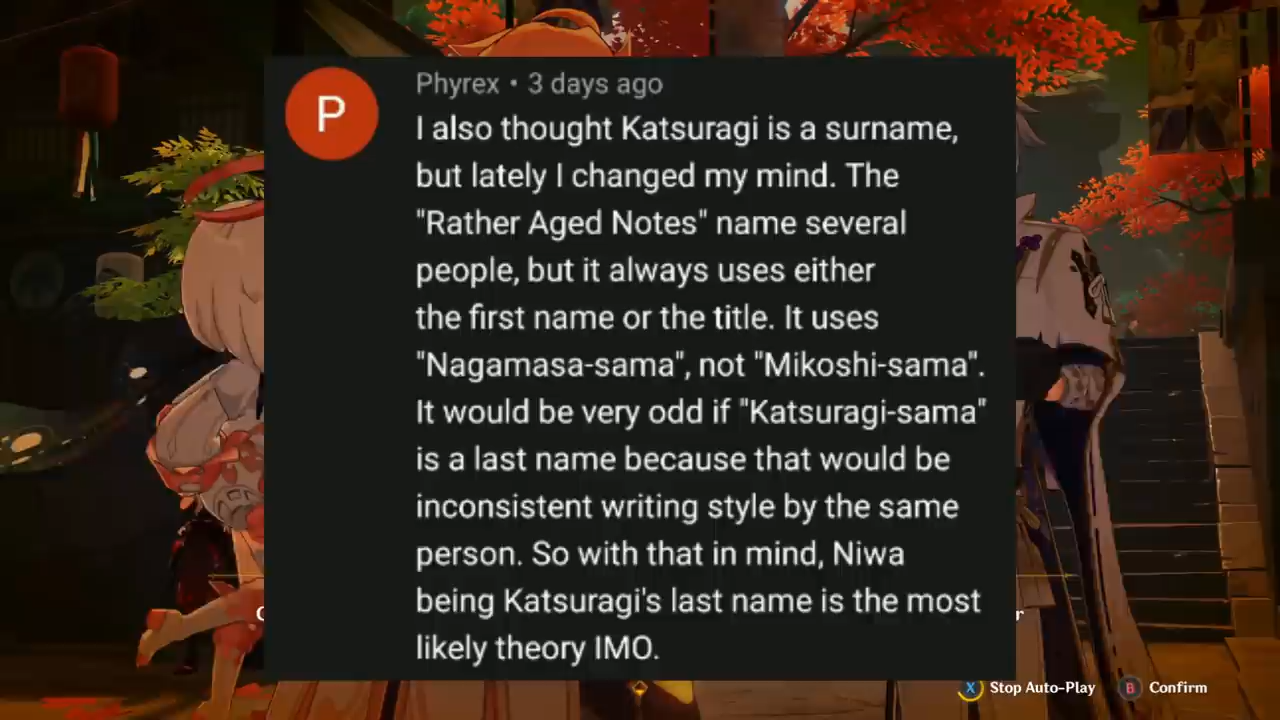 P
Phyrex • 3 days ago
I also thought Katsuragi is a surname,
but lately I changed my mind. The
"Rather Aged Notes" name several
people, but it always uses either
the first name or the title. It uses
"Nagamasa-sama", not "Mikoshi-sama".
It would be very odd if "Katsuragi-sama"
is a last name because that would be
inconsistent writing style by the same
person. So with that in mind, Niwa
being Katsuragi's last name is the most
likely theory IMO.
X Stop Auto-Play B Confirm